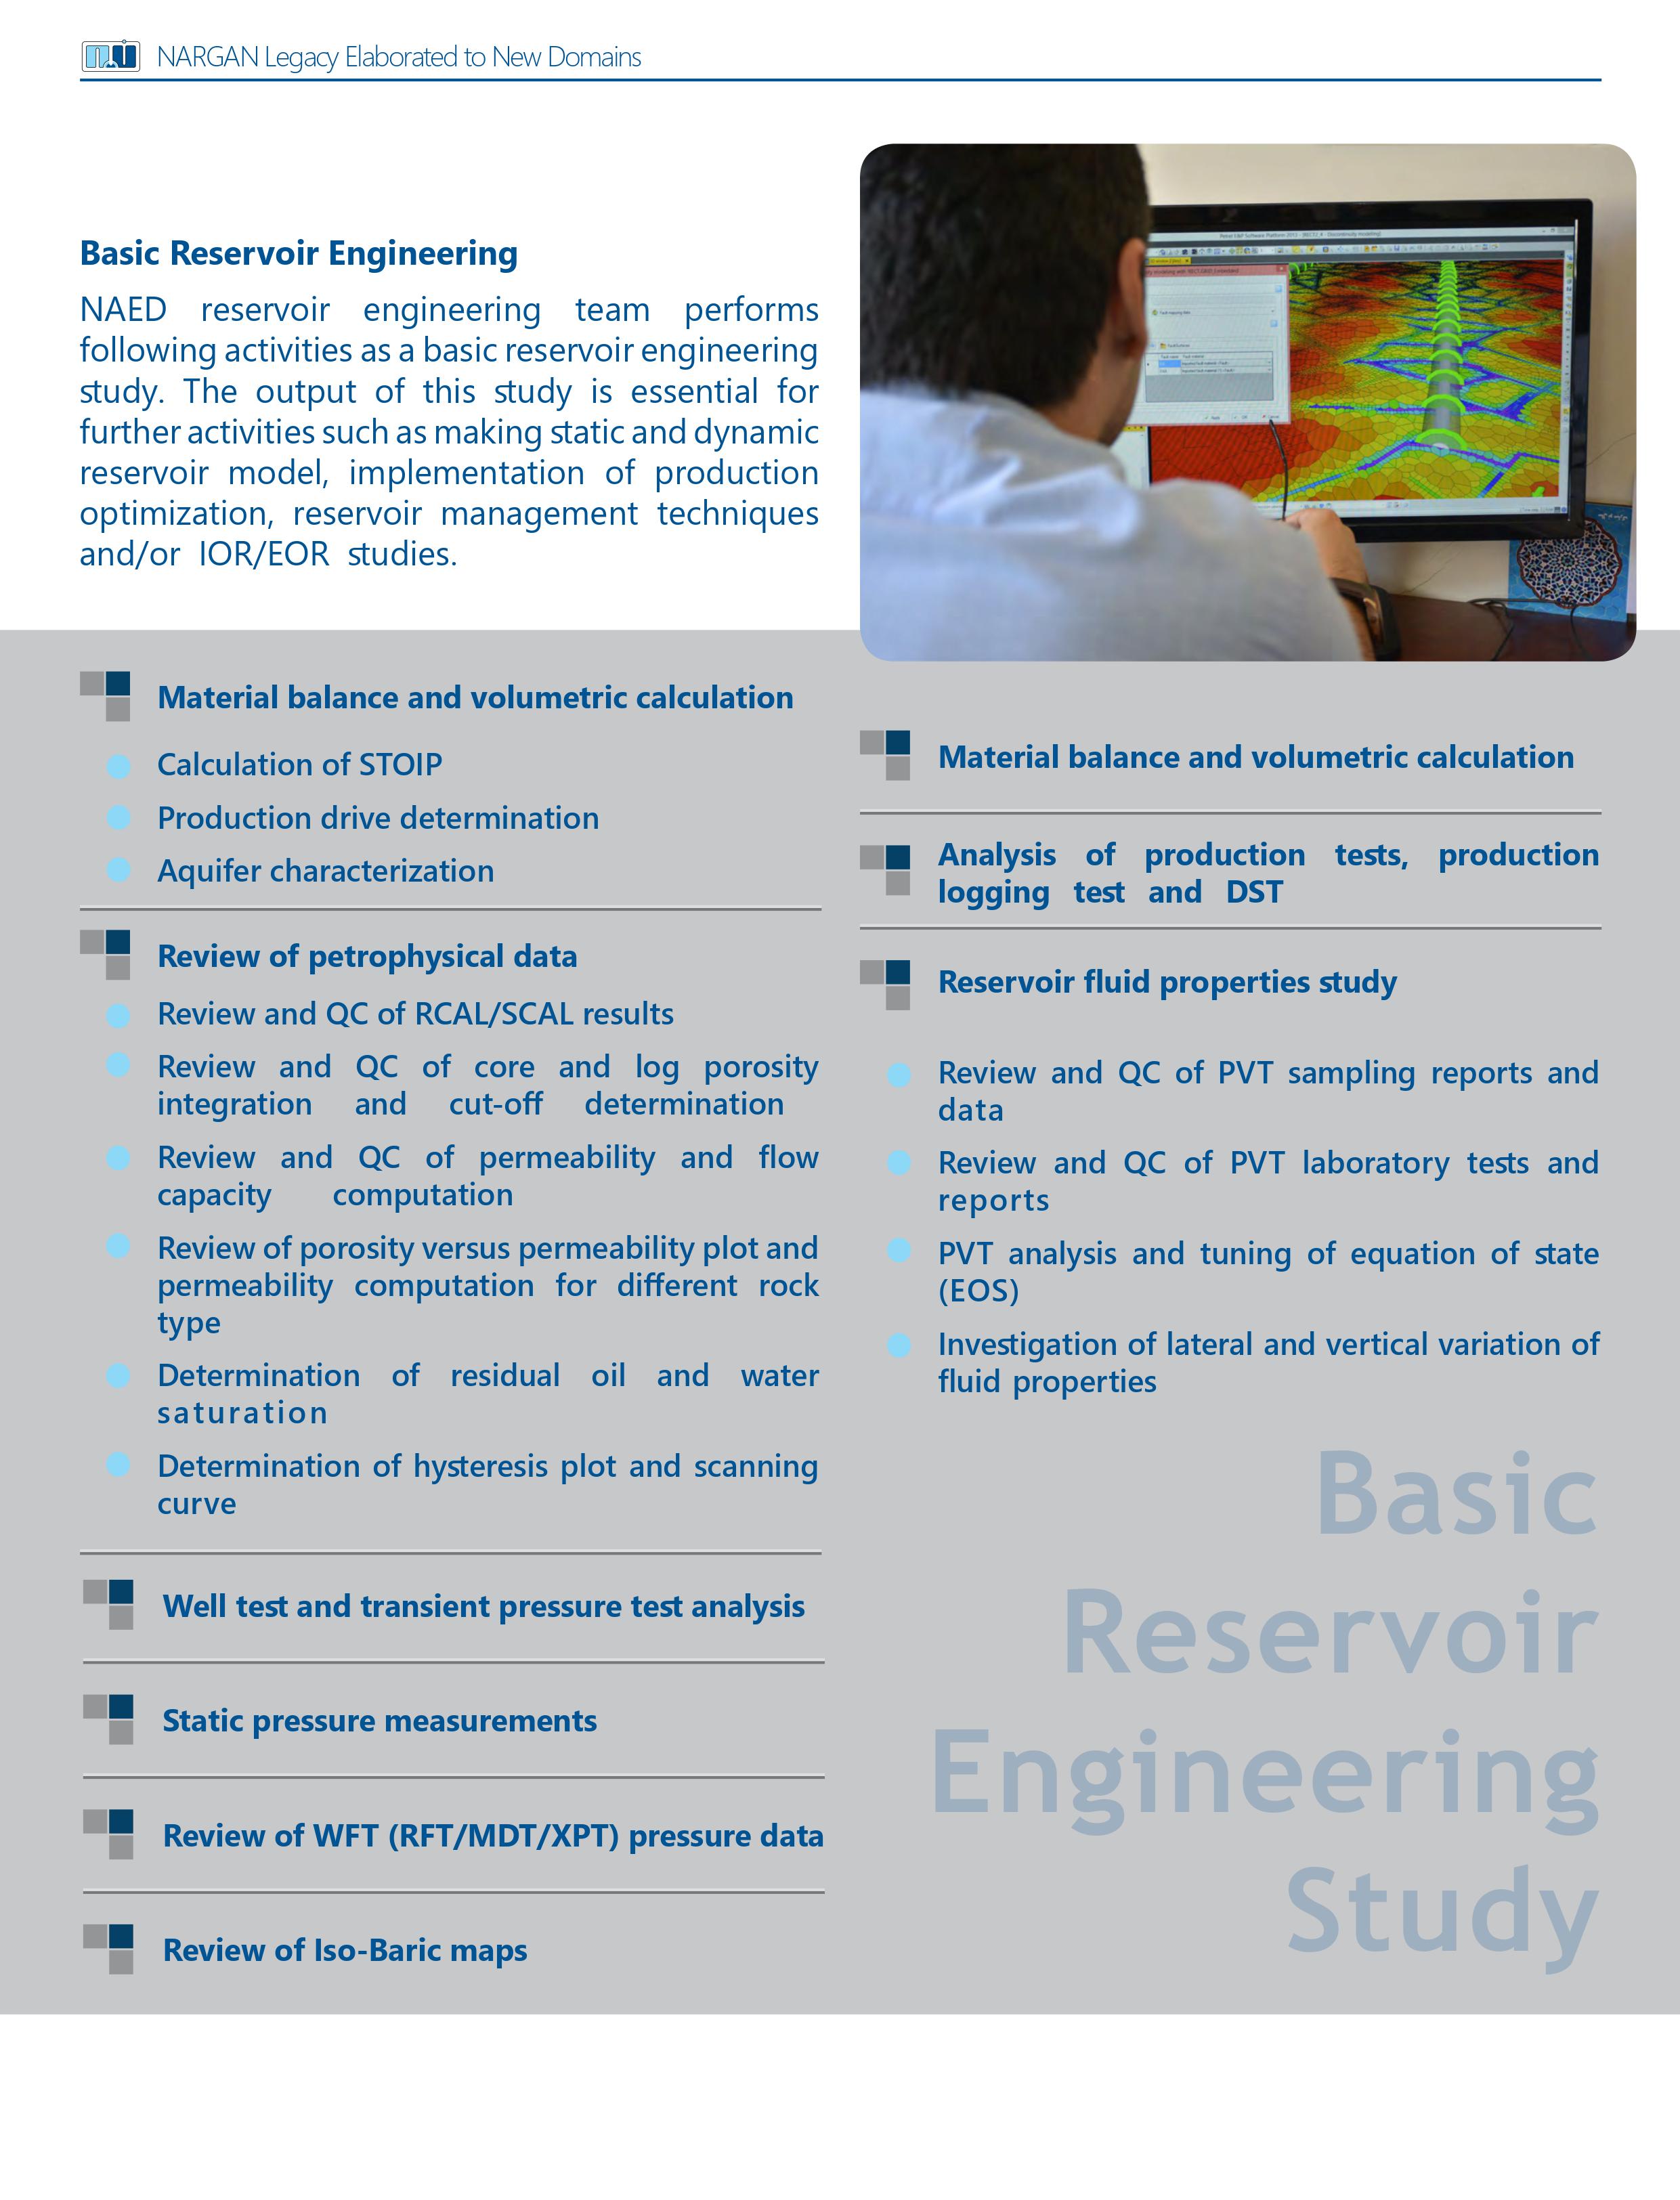 NARGAN Legacy Elaborated to New Domains
Basic Reservoir Engineering
NAED reservoir engineering team performs
following activities as a basic reservoir engineering
study. The output of this study is essential for
further activities such as making static and dynamic
reservoir model, implementation of production
optimization, reservoir management techniques
and/or IOR/EOR studies.
Material balance and volumetric calculation
Calculation of STOIP
Production drive determination
Aquifer characterization
Review of petrophysical data
Review and QC of RCAL/SCAL results
Review and QC of core and log porosity
integration and cut-off determination
Review and QC of permeability and flow
capacity computation
Review of porosity versus permeability plot and
permeability computation for different rock
type
Determination of residual oil and water
saturation
Determination of hysteresis plot and scanning
curve
Well test and transient pressure test analysis
Static pressure measurements
Review of WFT (RFT/MDT/XPT) pressure data
Review of Iso-Baric maps
Material balance and volumetric calculation
Analysis of production tests, production
logging test and DST
Reservoir fluid properties study
Review and QC of PVT sampling reports and
data
Review and QC of PVT laboratory tests and
reports
PVT analysis and tuning of equation of state
(EOS)
Investigation of lateral and vertical variation of
fluid properties
Basic
Reservoir
Engineering
Study